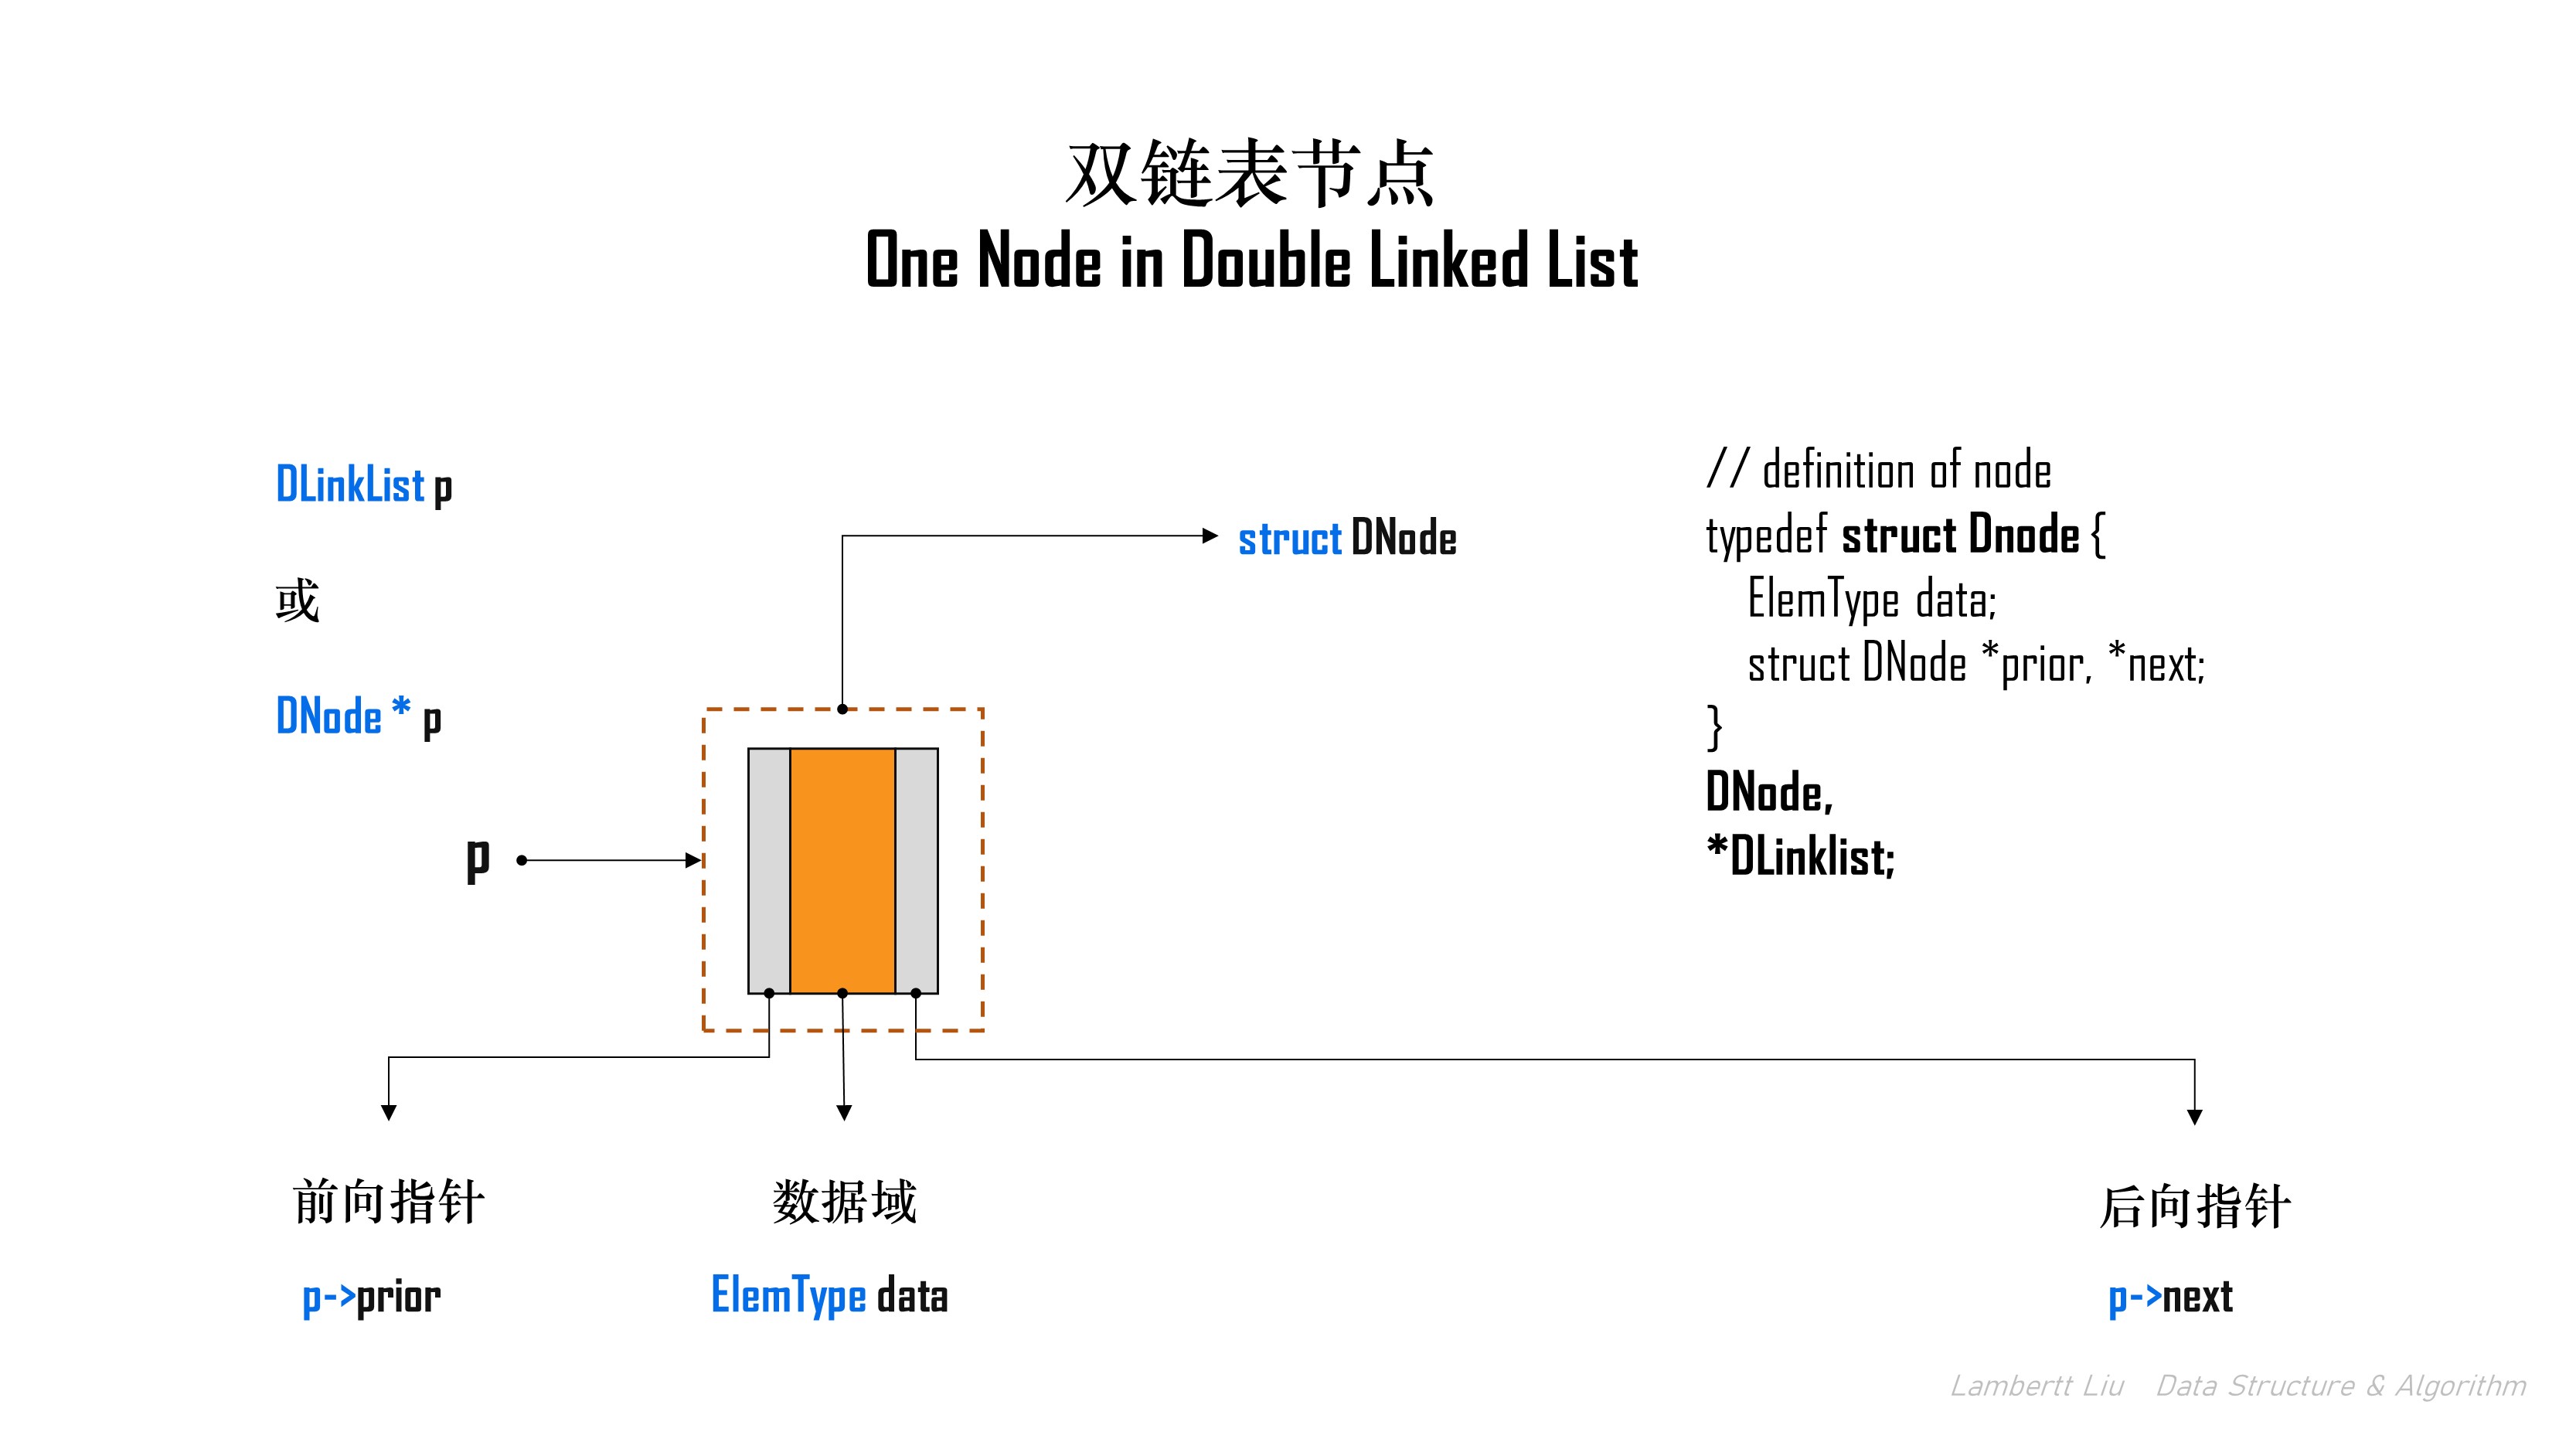 双链表节点
One Node in Double Linked List
DLinkList p
或
DNode * p
struct DNode
// definition of node
typedef struct Dnode {
ElemType data;
struct DNode *prior, *next;
}
DNode,
*DLinklist;
p
前向指针
p->prior
数据域
ElemType data
后向指针
p->next
Lambertt Liu Data Structure & Algorithm